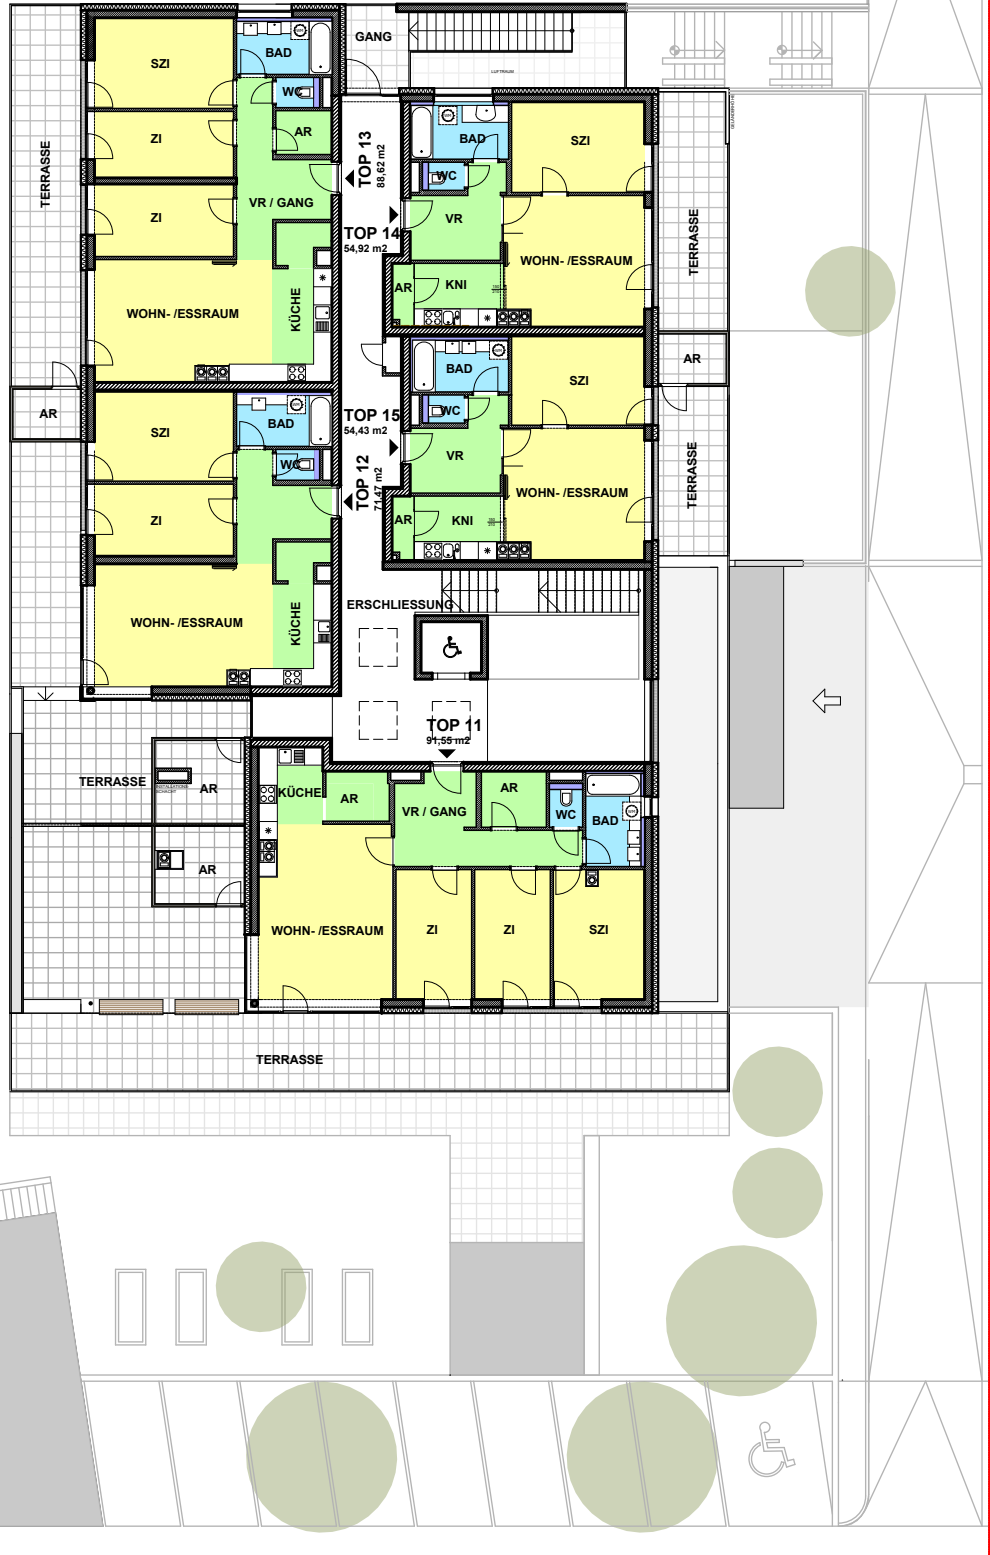 GANG
SZI
BAD
WC
ZI
AR
TERRASSE
ZI
VR / GANG
WOHN- /ESSRAUM
KÜCHE
TOP 13
88,62 m2
LUFTRAUM
BAD
SZI
WC
VR
TOP 14
54,92 m2
WOHN- /ESSRAUM
AR
KNI
TERRASSE
AR
BAD
SZI
WC
TOP 15
54,43 m2
VR
WOHN- /ESSRAUM
AR
KNI
TERRASSE
AR
SZI
BAD
WC
ZI
TOP 12
71,47 m2
WOHN- /ESSRAUM
KÜCHE
ERSCHLIESSUNG
TOP 11
91,55 m2
TERRASSE
AR
INSTALLATIONS
SCHACHT
AR
KÜCHE
AR
VR / GANG
AR
WC
BAD
WOHN- /ESSRAUM
ZI
ZI
SZI
TERRASSE